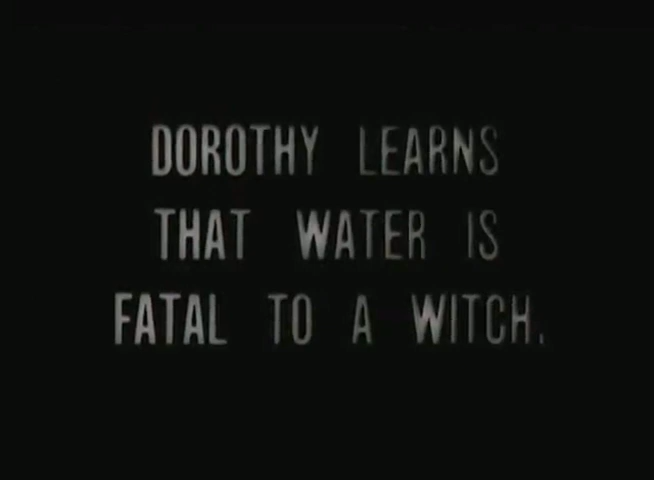 DOROTHY LEARNS
THAT WATER IS
FATAL TO A WITCH.